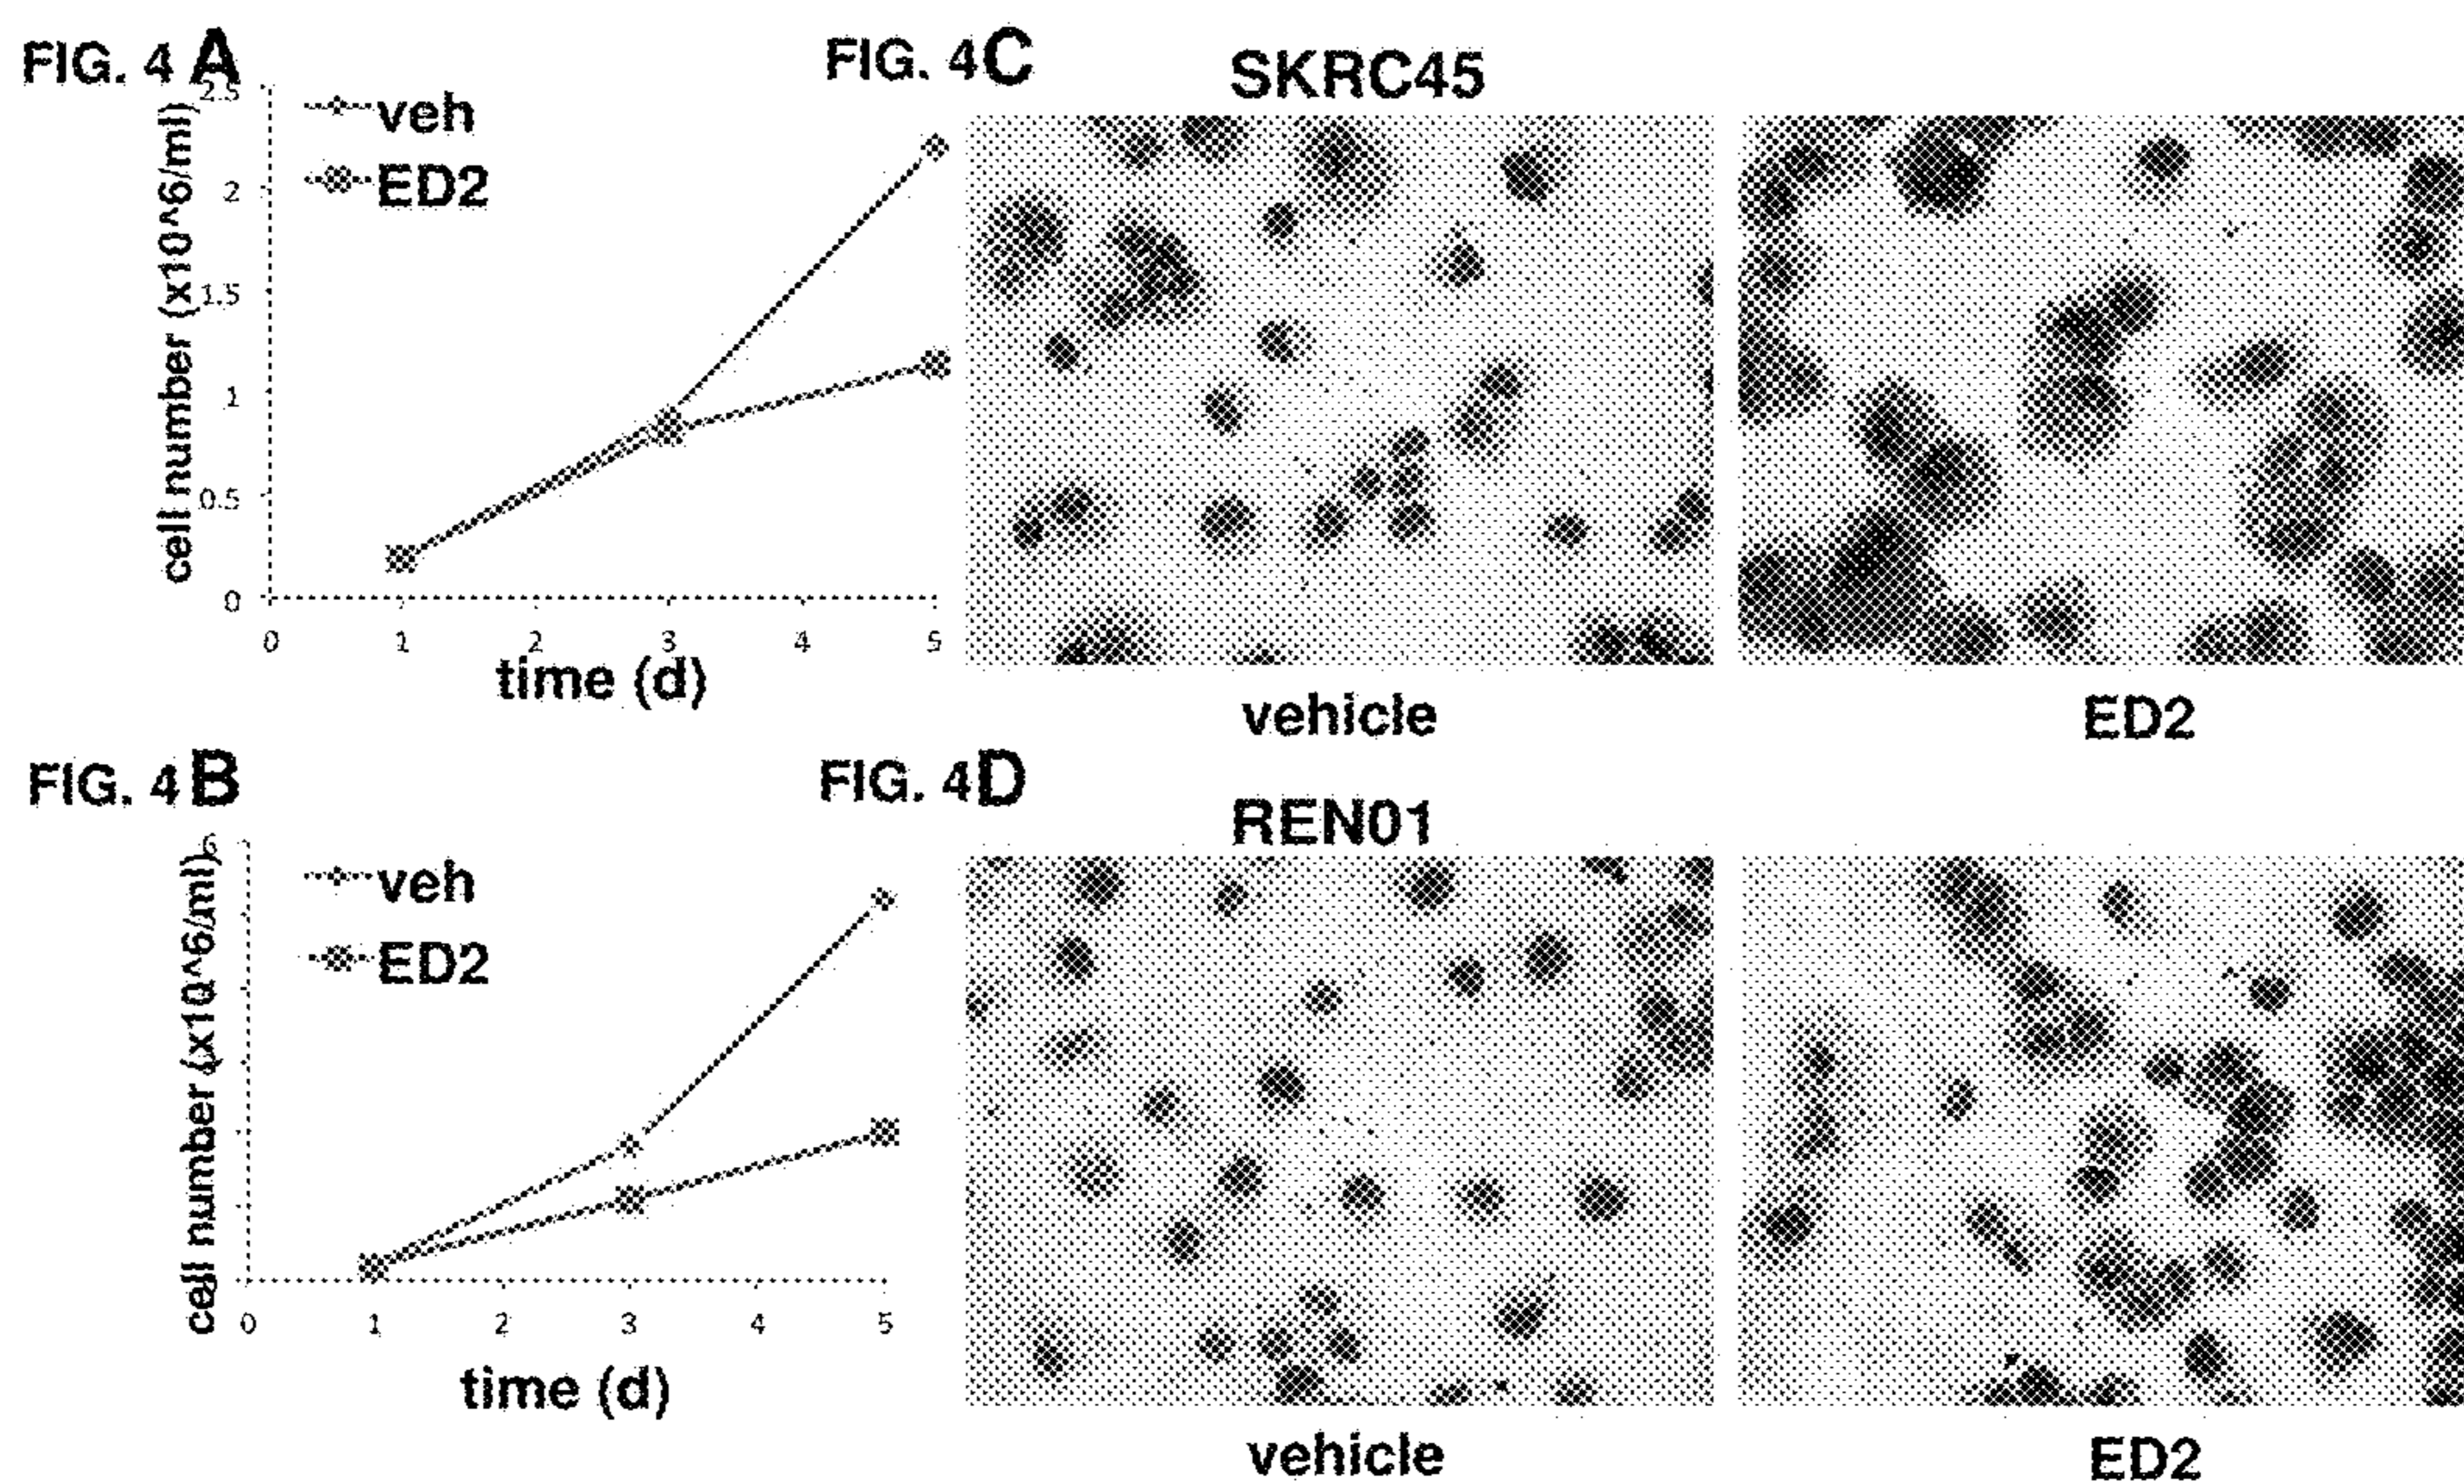 FIG. 4 A
2.5
2
1.5
1
0.5
0
cell number (x10^6/ml)
veh
ED2
0 1 2 3 4 5
time (d)
FIG. 4C
SKRC45
vehicle
ED2
FIG. 4 B
6
cell number (x10^6/ml)
veh
ED2
0 1 2 3 4 5
time (d)
FIG. 4D
REN01
vehicle
ED2